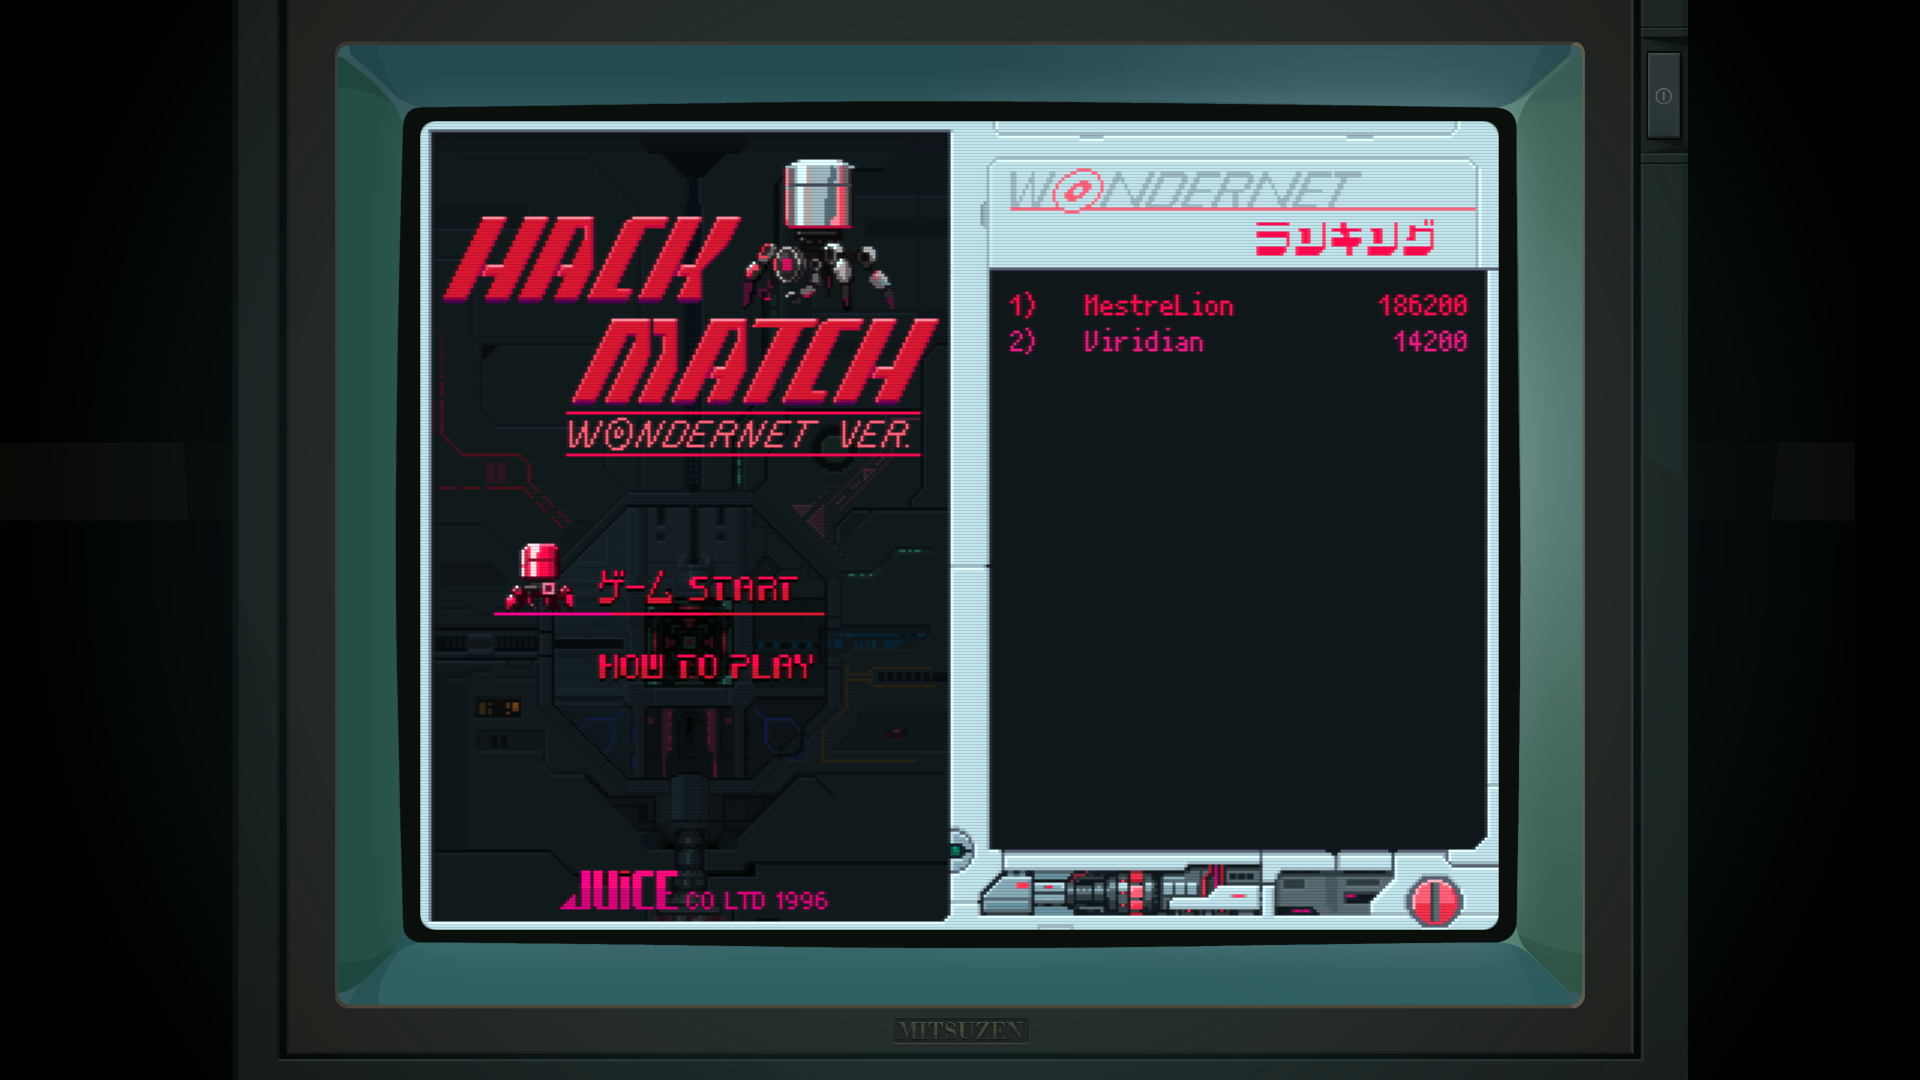 HACK
MATCH
WONDERNET VER.
ゲーム START
HOW TO PLAY
JUICE CO LTD 1996
WONDERNET
ランキング
1) MestreLion 186200
2) Viridian 14200
MITSUZEN